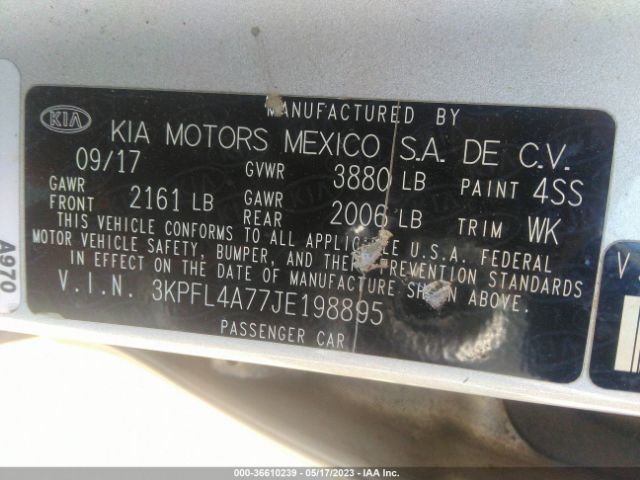 MANUFACTURED BY
KIA KIA MOTORS MEXICO S.A. DE C.V.
09/17 GVWR 3880 LB PAINT 4SS
GAWR FRONT 2161 LB GAWR REAR 2006 LB TRIM WK
THIS VEHICLE CONFORMS TO ALL APPLICABLE U.S.A. FEDERAL
MOTOR VEHICLE SAFETY, BUMPER, AND THEFT PREVENTION STANDARDS
IN EFFECT ON THE DATE OF MANUFACTURE SHOWN ABOVE.
V.I.N. 3KPFL4A77JE198895
PASSENGER CAR
A970
V
000-36610239 - 05/17/2023 - IAA Inc.